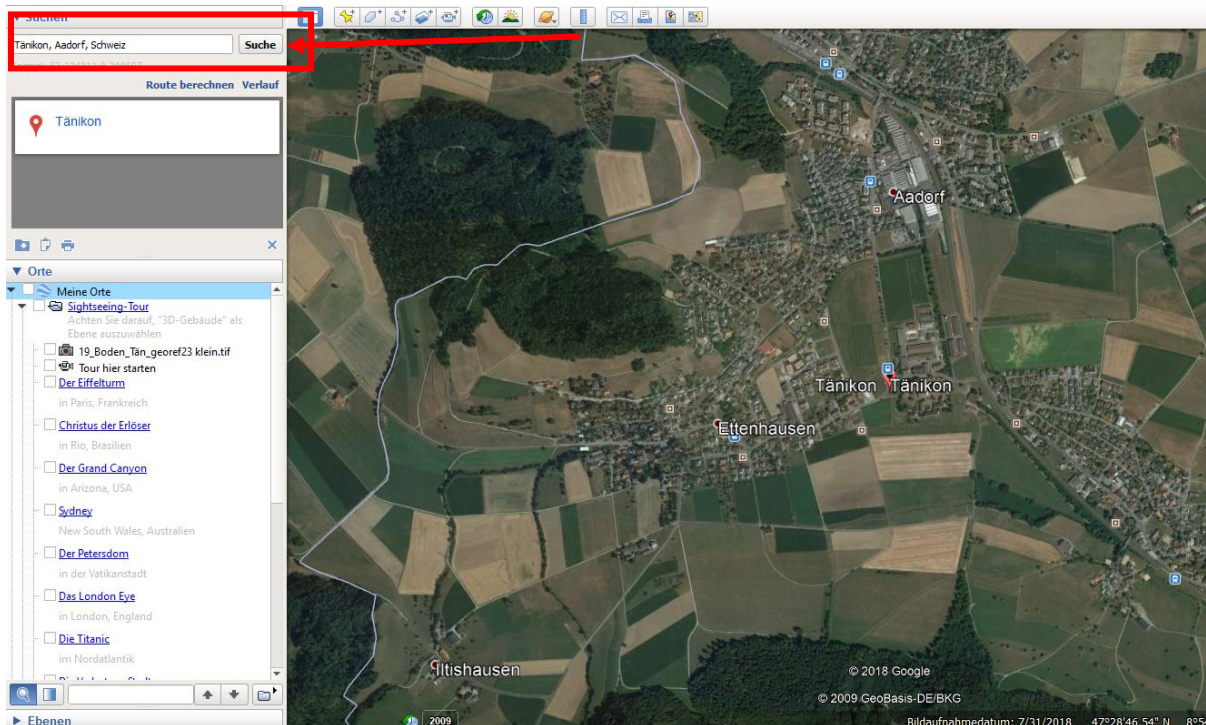 Suchen
Tänikon, Aadorf, Schweiz
Suche
Route berechnen Verlauf
Tänikon
Orte
Meine Orte
Sightseeing-Tour
Achten Sie darauf, "3D-Gebäude" als
Ebene auszuwählen
19_Boden_Tän_georef23 klein.tif
Tour hier starten
Der Eiffelturm
in Paris, Frankreich
Christus der Erlöser
in Rio, Brasilien
Der Grand Canyon
in Arizona, USA
Sydney
New South Wales, Australien
Der Petersdom
in der Vatikanstadt
Das London Eye
in London, England
Die Titanic
im Nordatlantik
Ebenen
Aadorf
Tänikon Tänikon
Ettenhausen
Iltishausen
© 2018 Google
© 2009 GeoBasis-DE/BKG
2009
Bildaufnahmedatum: 7/31/2018 47°28'46.54" N